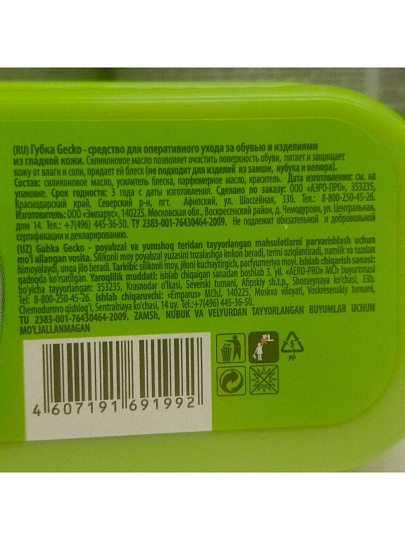 (RU) Губка Gecko - средство для оперативного ухода за обувью и изделиями
из гладкой кожи. Силиконовое масло позволяет очистить поверхность обуви, питает и защищает
кожу от влаги и соли, придает ей блеск (не подходит для изделий из замши, нубука и велюра).
Состав: силиконовое масло, усилитель блеска, парфюмерное масло, краситель. Дата изготовления: см. на
упаковке. Срок годности: 3 года с даты изготовления. Сделано по заказу: ООО «АЭРО-ПРО», 353235,
Краснодарский край, Северский р-н, пгт. Афипский, ул. Шоссейная, 33б. Тел.: 8-800-250-45-26.
Изготовитель: ООО «Эмпарус», 140225, Московская обл., Воскресенский район, д. Чемодурово, ул. Центральная,
дом 14. Тел.: +7(496) 445-36-50. ТУ 2383-001-76430464-2009. Не подлежит обязательной и добровольной
сертификации и декларированию.
(UZ) Gubka Gecko - poyabzal va yumshoq teridan tayyorlangan mahsulotlarni parvarishlash uchun
mo'l allangan vosita. Silikonli moy poyabzal yuzasini tozalashga imkon beradi, terini oziqlantiradi, namlik va tuzdan
himoyalaydi, unga jilo beradi. Tarkibi: silikonli moy, jiloni kuchaytirgich, parfyumeriya moy. Ishlab chiqarish sanasi:
qadoqda ko'rsatiladi. Yaroqlilik muddati: ishlab chiqarilgan sanadan boshlab 3. yil. «AERO-PRO» MCh buyurtmasi
bo'yicha tayyorlangan: 353235, Krasnodar o'lkasi, Severski tumani, Afipskiy sh.t.p., Shosseynaya ko'chasi, 33b.
Tel: 8-800-250-45-26. Ishlab chiqaruvchi: «Emparus» MChJ, 140225, Moskva viloyati, Voskresenskiy tumani,
Chemodurovo qishlog'i, Sentralnaya ko'chasi, 14 uy. Tel.:+7(496) 445-36-50.
TU 2383-001-76430464-2009. ZAMSH, NUBUK VA VELYURDAN TAYYORLANGAN BUYUMLAR UCHUN
MO'LJALLANMAGAN
PP
4 607191 691992